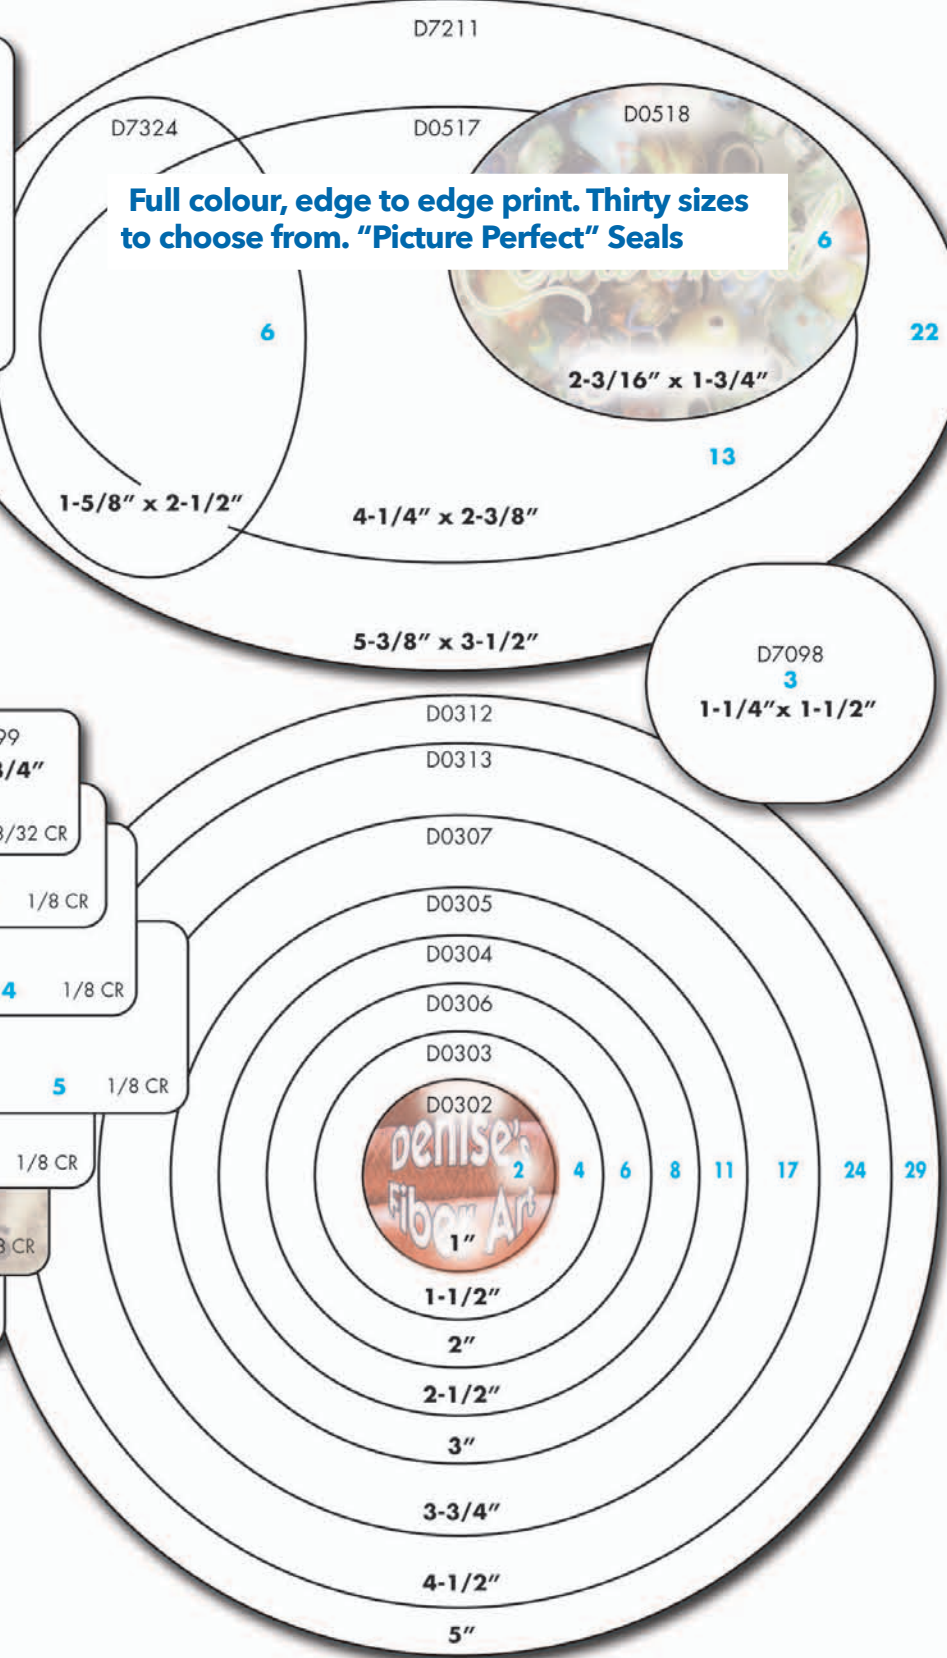 D7211
D7324
D0517
D0518
Full colour, edge to edge print. Thirty sizes
to choose from. “Picture Perfect” Seals
6
6
22
2-3/16” x 1-3/4”
13
1-5/8” x 2-1/2”
4-1/4” x 2-3/8”
5-3/8” x 3-1/2”
D7098
3
1-1/4”x 1-1/2”
99
3/4”
3/32 CR
1/8 CR
4 1/8 CR
5 1/8 CR
1/8 CR
8 CR
D0312
D0313
D0307
D0305
D0304
D0306
D0303
D0302
Denise's
Fiber Art
2 4 6 8 11 17 24 29
1”
1-1/2”
2”
2-1/2”
3”
3-3/4”
4-1/2”
5”